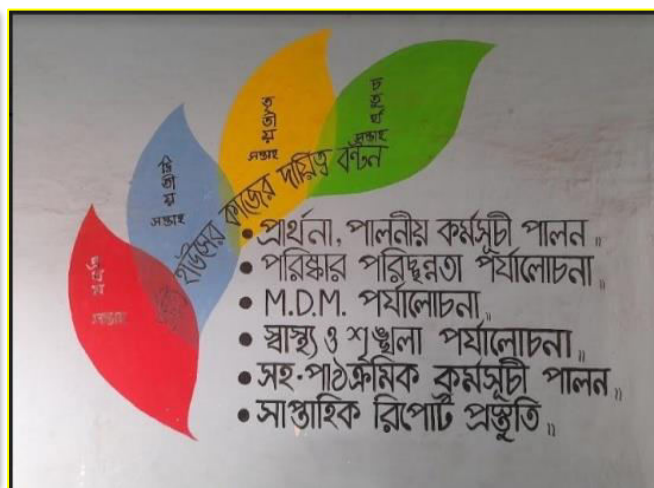 প্রথম
সপ্তাহ
দ্বিতীয়
সপ্তাহ
তৃতীয়
সপ্তাহ
চতুর্থ
সপ্তাহ
হাউসের কাজের দায়িত্ব বন্টন
• প্রার্থনা, পালনীয় কর্মসূচী পালন॥
• পরিষ্কার পরিচ্ছন্নতা পর্যালোচনা॥
• M.D.M. পর্যালোচনা॥
• স্বাস্থ্য ও শৃঙ্খলা পর্যালোচনা॥
• সহ-পাঠক্রমিক কর্মসূচী পালন॥
• সাপ্তাহিক রিপোর্ট প্রস্তুতি॥